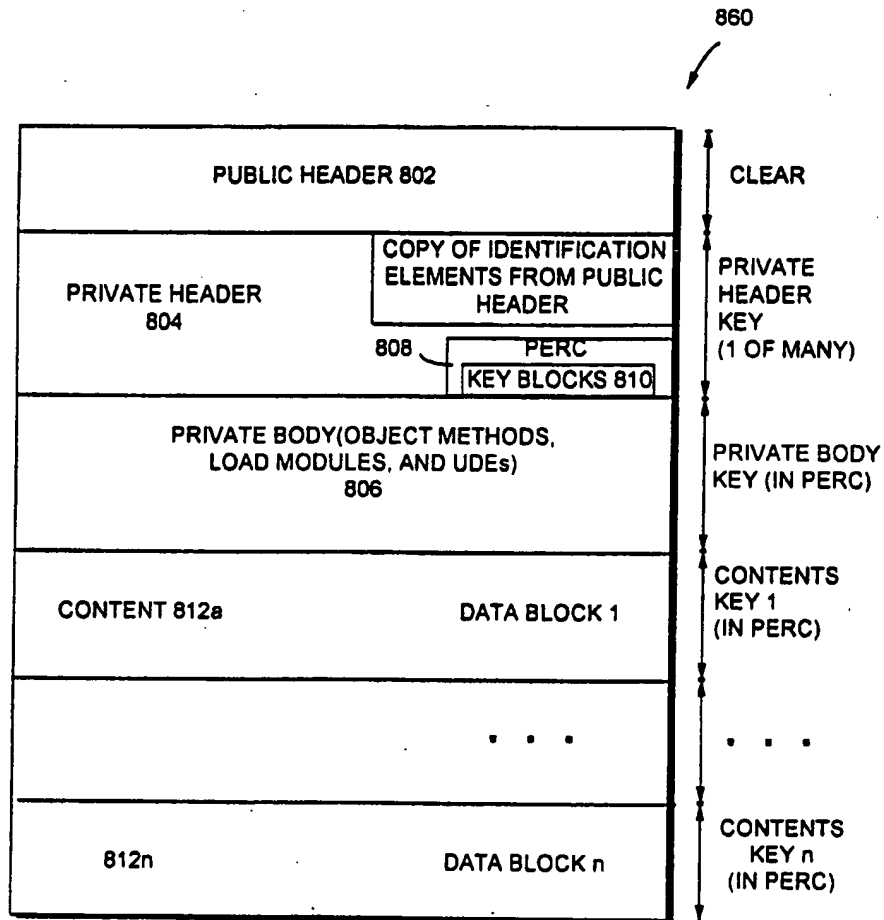 860
PUBLIC HEADER 802
CLEAR
PRIVATE HEADER
804
COPY OF IDENTIFICATION
ELEMENTS FROM PUBLIC
HEADER
808
PERC
KEY BLOCKS 810
PRIVATE
HEADER
KEY
(1 OF MANY)
PRIVATE BODY(OBJECT METHODS,
LOAD MODULES, AND UDEs)
806
PRIVATE BODY
KEY (IN PERC)
CONTENT 812a
DATA BLOCK 1
CONTENTS
KEY 1
(IN PERC)
. . .
. . .
812n
DATA BLOCK n
CONTENTS
KEY n
(IN PERC)